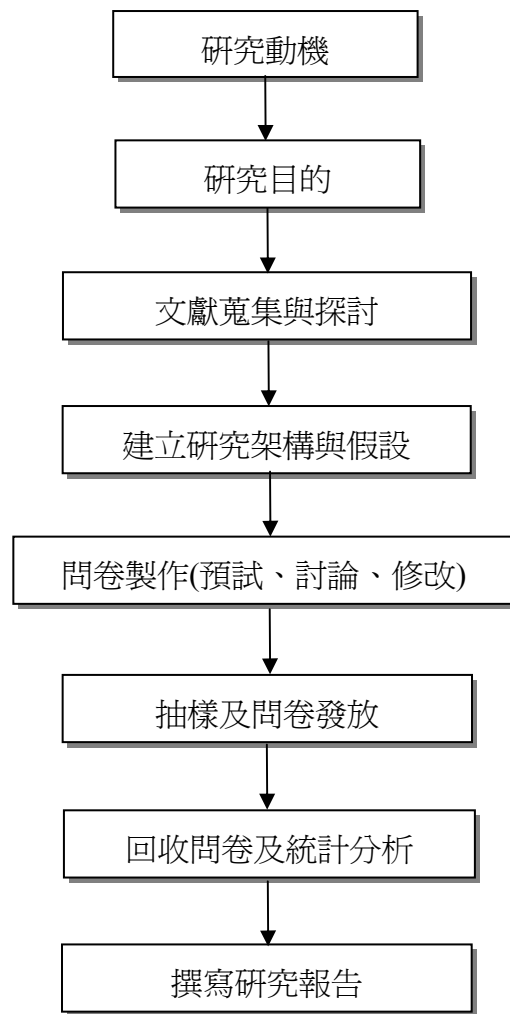 研究動機
研究目的
文獻蒐集與探討
建立研究架構與假設
問卷製作(預試、討論、修改)
抽樣及問卷發放
回收問卷及統計分析
撰寫研究報告